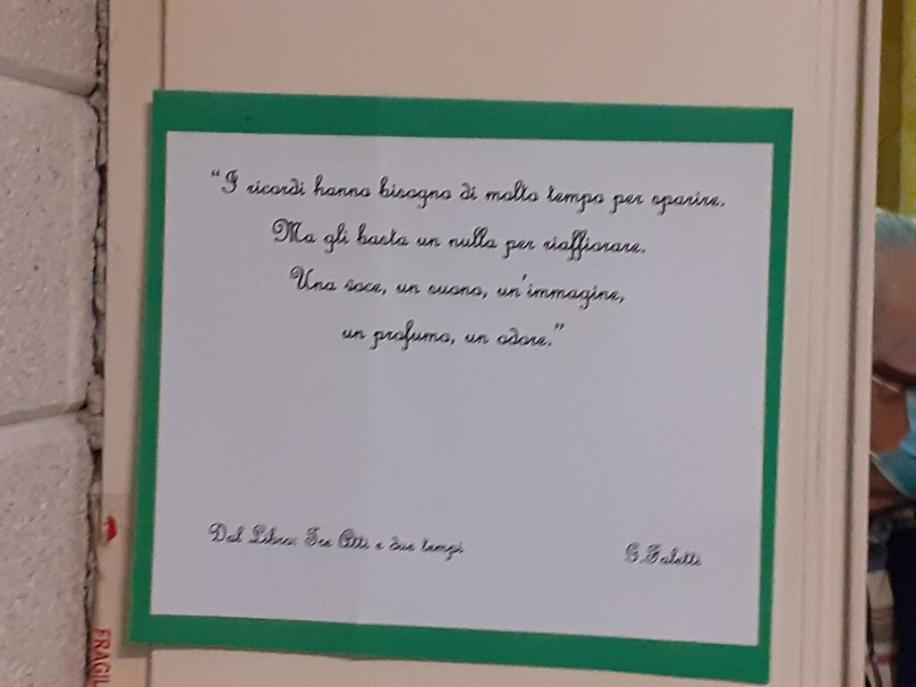 “I ricordi hanno bisogno di molto tempo per sparire.
Ma gli basta un nulla per riaffiorare.
Una voce, un suono, un'immagine,
un profumo, un odore.”
Dal Libro: Tre Atti e due tempi
G.Faletti
FRAGIL